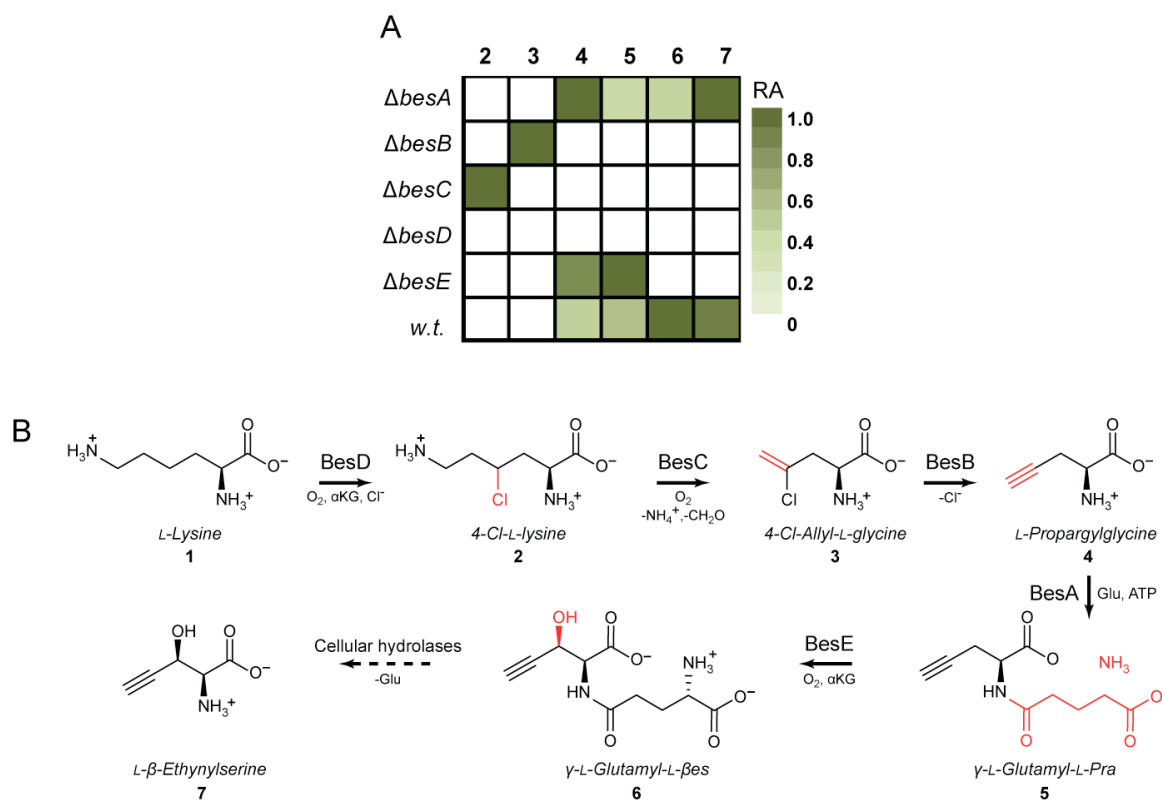 A
2 3 4 5 6 7
ΔbesA
ΔbesB
ΔbesC
ΔbesD
ΔbesE
w.t.
RA
1.0
0.8
0.6
0.4
0.2
0
B
H₃N⁺ O O⁻ NH₃⁺
L-Lysine
1
BesD
O₂, αKG, Cl⁻
H₃N⁺ Cl O O⁻ NH₃⁺
4-Cl-L-lysine
2
BesC
O₂
-NH₄⁺,-CH₂O
Cl O O⁻ NH₃⁺
4-Cl-Allyl-L-glycine
3
BesB
-Cl⁻
O O⁻ NH₃⁺
L-Propargylglycine
4
BesA Glu, ATP
O O HN NH₃ O O O
γ-L-Glutamyl-L-Pra
5
BesE
O₂, αKG
OH O O⁻ HN NH₃⁺ O⁻ O O
γ-L-Glutamyl-L-βes
6
Cellular hydrolases
-Glu
OH O O⁻ NH₃⁺
L-β-Ethynylserine
7